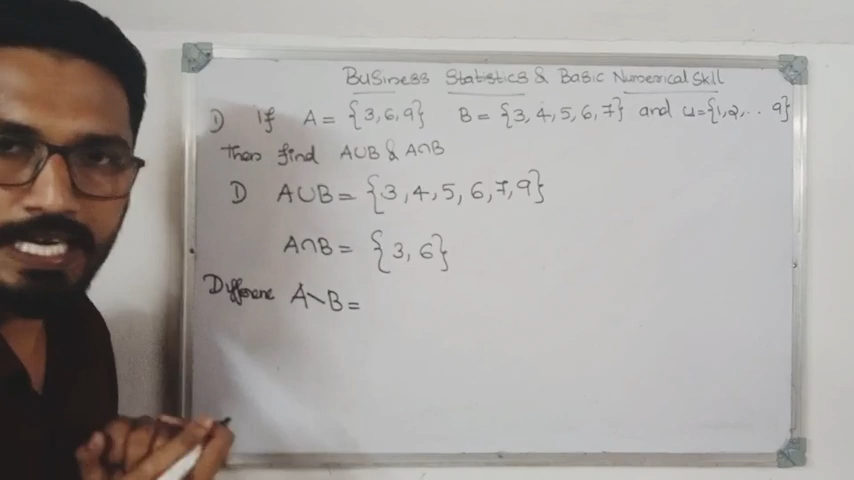 Business Statistics & Basic Numerical Skill
1) If A = {3,6,9} B = {3,4,5,6,7} and U={1,2,.. 9}
then find A∪B & A∩B
1) A∪B = {3,4,5,6,7,9}
A∩B = {3,6}
Difference A\B =